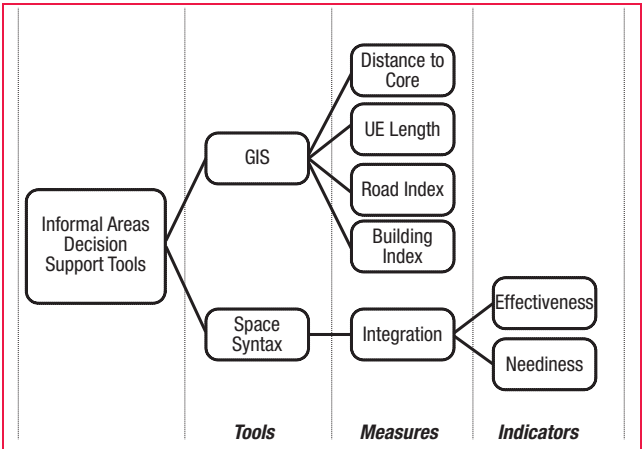 Informal Areas
Decision
Support Tools
GIS
Space
Syntax
Distance to
Core
UE Length
Road Index
Building
Index
Integration
Effectiveness
Neediness
Tools
Measures
Indicators